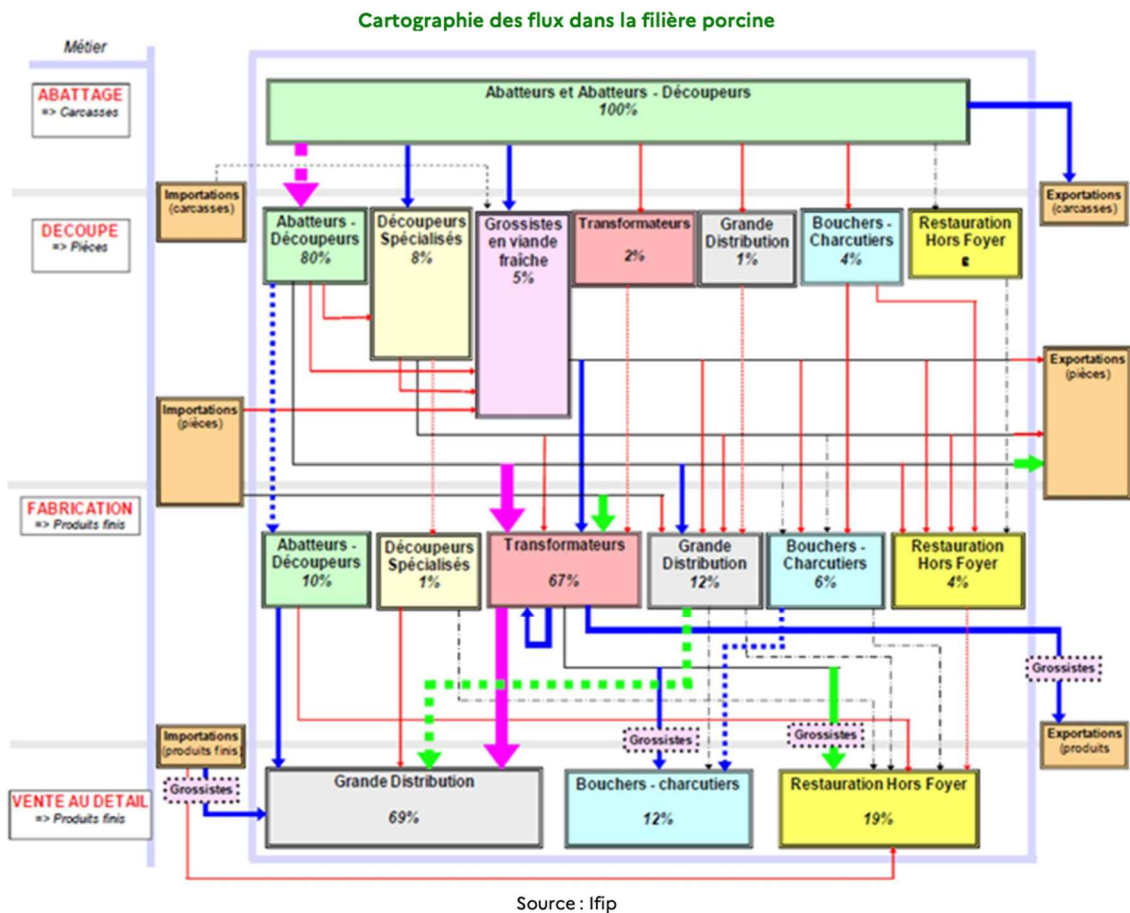 Cartographie des flux dans la filière porcine
Métier
ABATTAGE
=> Carcasses
Abatteurs et Abatteurs - Découpeurs
100%
Importations
(carcasses)
Exportations
(carcasses)
DECOUPE
=> Pièces
Abatteurs -
Découpeurs
80%
Découpeurs
Spécialisés
8%
Grossistes
en viande
fraîche
5%
Transformateurs
2%
Grande
Distribution
1%
Bouchers -
Charcutiers
4%
Restauration
Hors Foyer
Importations
(pièces)
Exportations
(pièces)
FABRICATION
=> Produits finis
Abatteurs -
Découpeurs
10%
Découpeurs
Spécialisés
1%
Transformateurs
67%
Grande
Distribution
12%
Bouchers -
Charcutiers
6%
Restauration
Hors Foyer
4%
Grossistes
Importations
(produits finis)
Grossistes
Grossistes
Grossistes
Exportations
(produits
VENTE AU DETAIL
=> Produits finis
Grande Distribution
69%
Bouchers - charcutiers
12%
Restauration Hors Foyer
19%
Source : Ifip